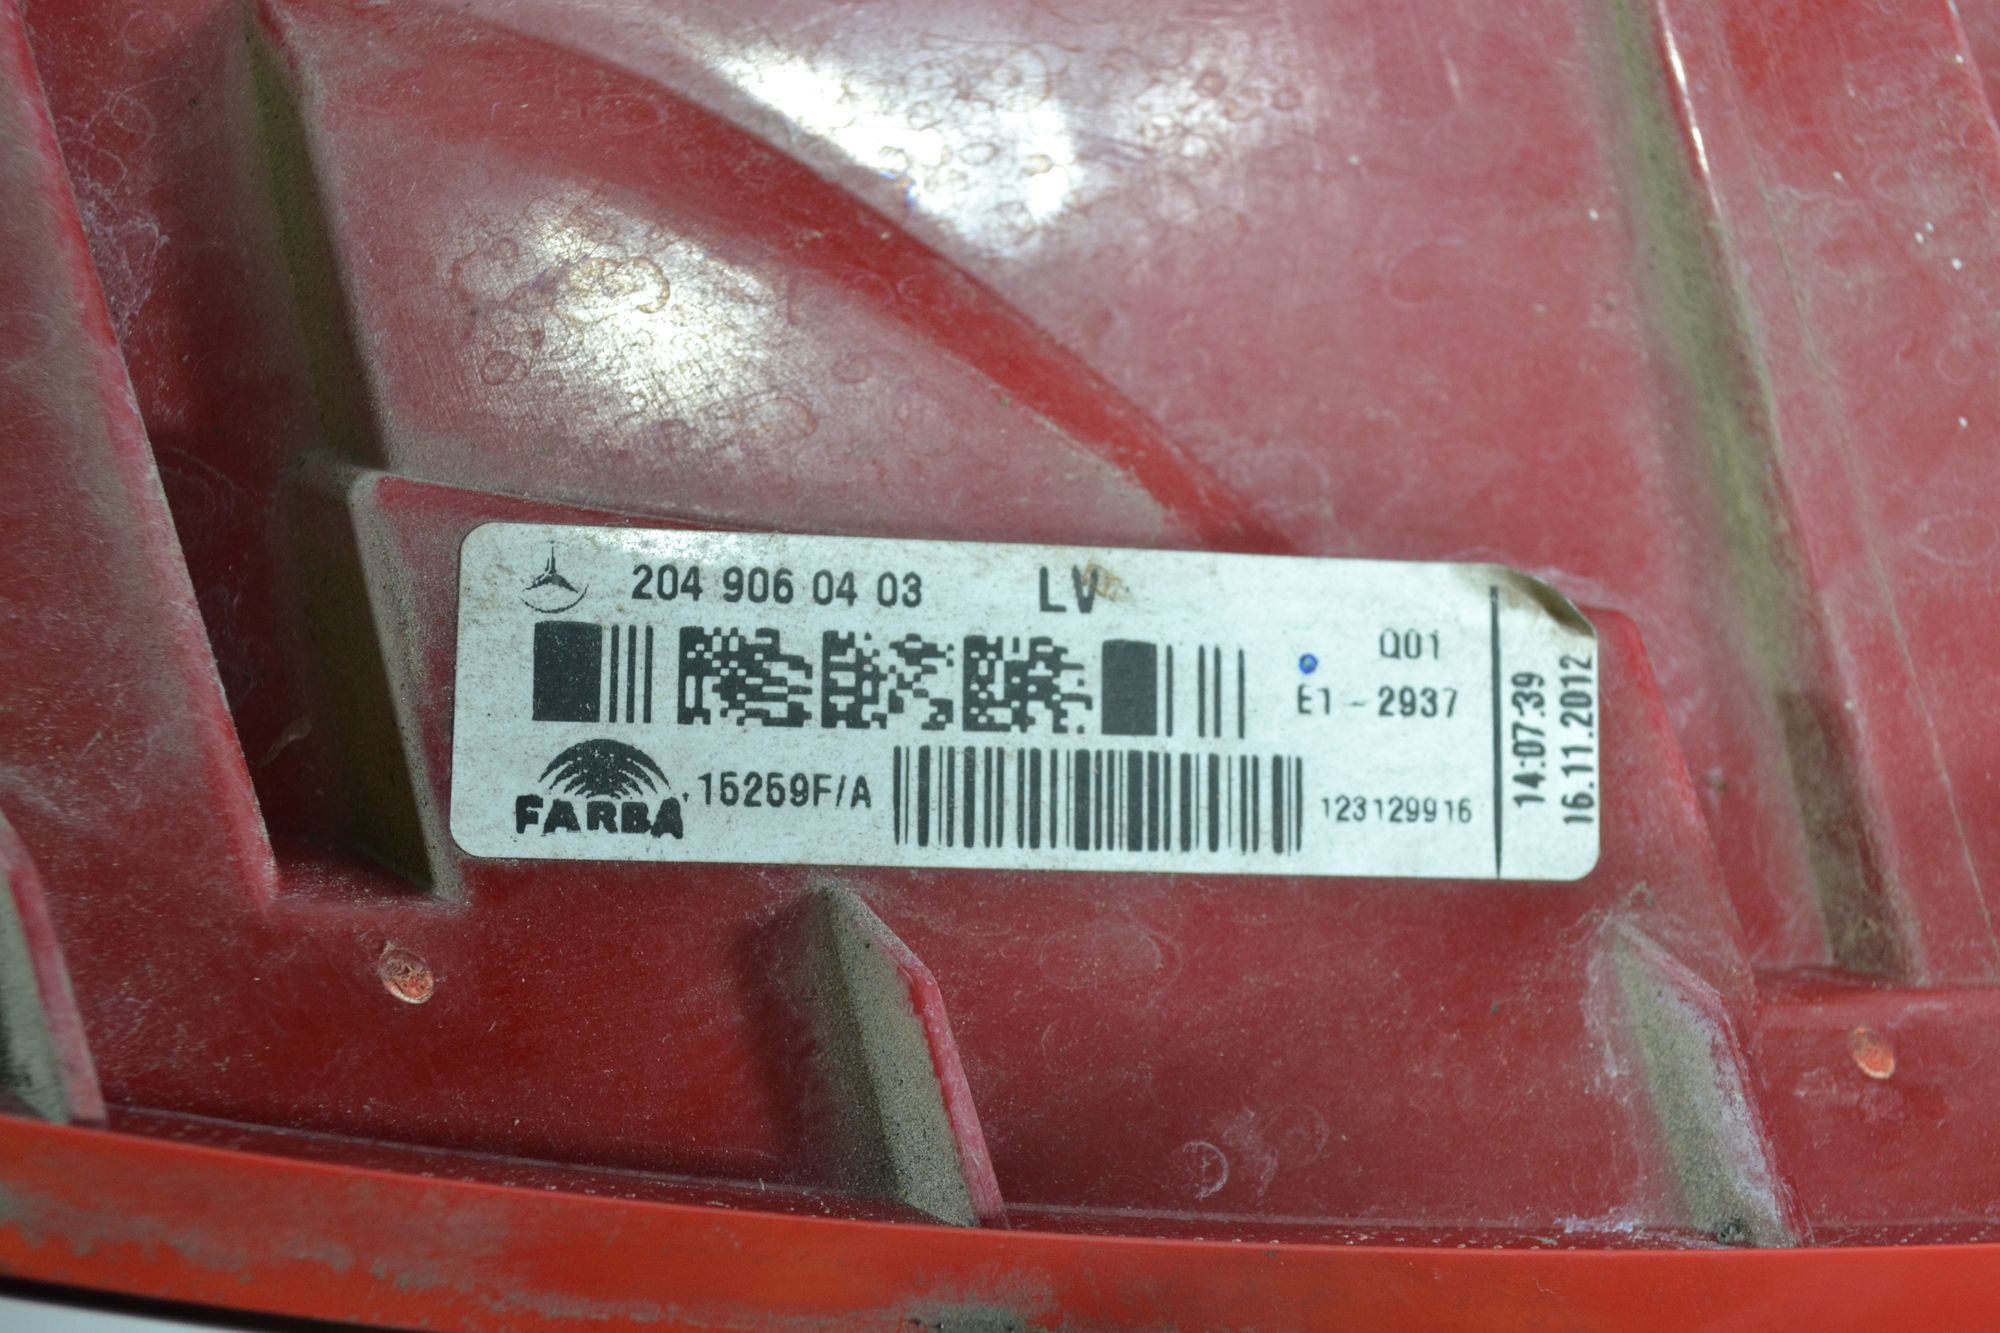 204 906 04 03 LV
Q01
E1 - 2937
FARBA 15259F/A
123129916
14:07:39
16.11.2012